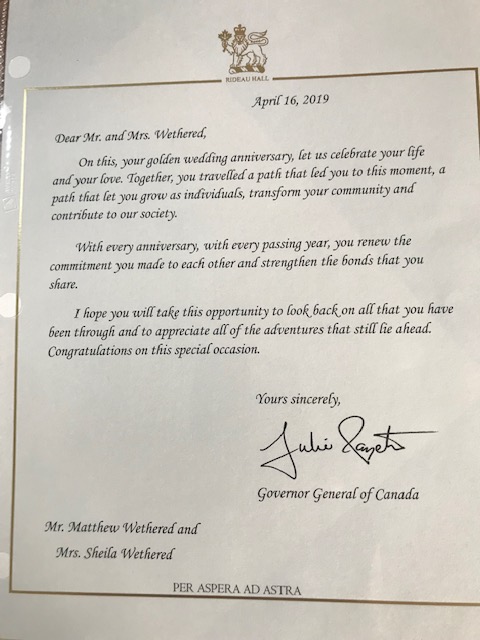 RIDEAU HALL
April 16, 2019
Dear Mr. and Mrs. Wethered,
On this, your golden wedding anniversary, let us celebrate your life
and your love. Together, you travelled a path that led you to this moment, a
path that let you grow as individuals, transform your community and
contribute to our society.
With every anniversary, with every passing year, you renew the
commitment you made to each other and strengthen the bonds that you
share.
I hope you will take this opportunity to look back on all that you have
been through and to appreciate all of the adventures that still lie ahead.
Congratulations on this special occasion.
Yours sincerely,
Julie Payette
Governor General of Canada
Mr. Matthew Wethered and
Mrs. Sheila Wethered
PER ASPERA AD ASTRA